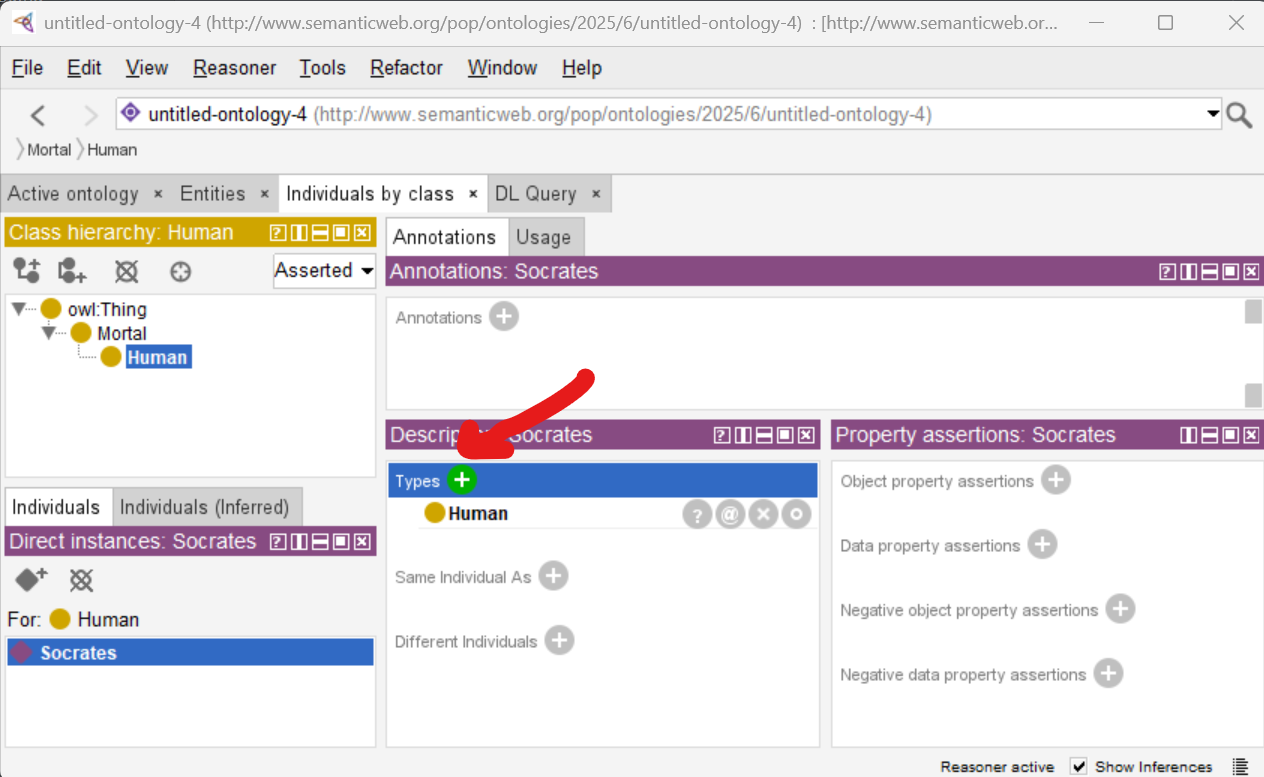 untitled-ontology-4 (http://www.semanticweb.org/pop/ontologies/2025/6/untitled-ontology-4) : [http://www.semanticweb.or...
File Edit View Reasoner Tools Refactor Window Help
untitled-ontology-4 (http://www.semanticweb.org/pop/ontologies/2025/6/untitled-ontology-4)
Mortal Human
Active ontology × Entities × Individuals by class × DL Query ×
Class hierarchy: Human
Asserted
owl:Thing
Mortal
Human
Individuals Individuals (Inferred)
Direct instances: Socrates
For: Human
Socrates
Annotations Usage
Annotations: Socrates
Annotations
Socrates
Types
Human
Same Individual As
Different Individuals
Property assertions: Socrates
Object property assertions
Data property assertions
Negative object property assertions
Negative data property assertions
Reasoner active Show Inferences